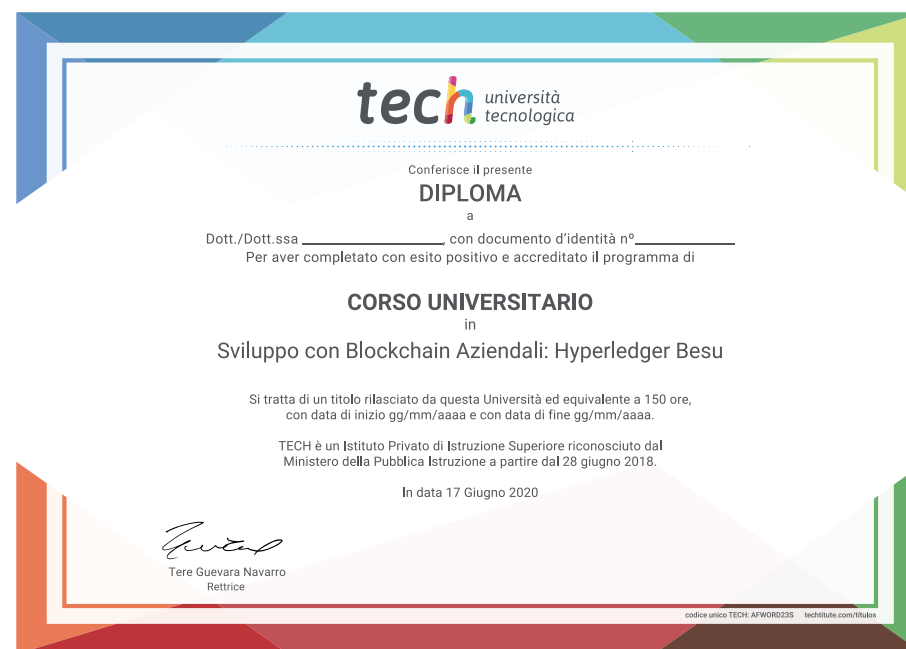 tech università
tecnologica
Conferisce il presente
DIPLOMA
a
Dott./Dott.ssa ____________________, con documento d'identità nº______________
Per aver completato con esito positivo e accreditato il programma di
CORSO UNIVERSITARIO
in
Sviluppo con Blockchain Aziendali: Hyperledger Besu
Si tratta di un titolo rilasciato da questa Università ed equivalente a 150 ore,
con data di inizio gg/mm/aaaa e con data di fine gg/mm/aaaa.
TECH è un Istituto Privato di Istruzione Superiore riconosciuto dal
Ministero della Pubblica Istruzione a partire dal 28 giugno 2018.
In data 17 Giugno 2020
Tere Guevara Navarro
Rettrice
codice unico TECH: AFWORD23S techtitute.com/titulos